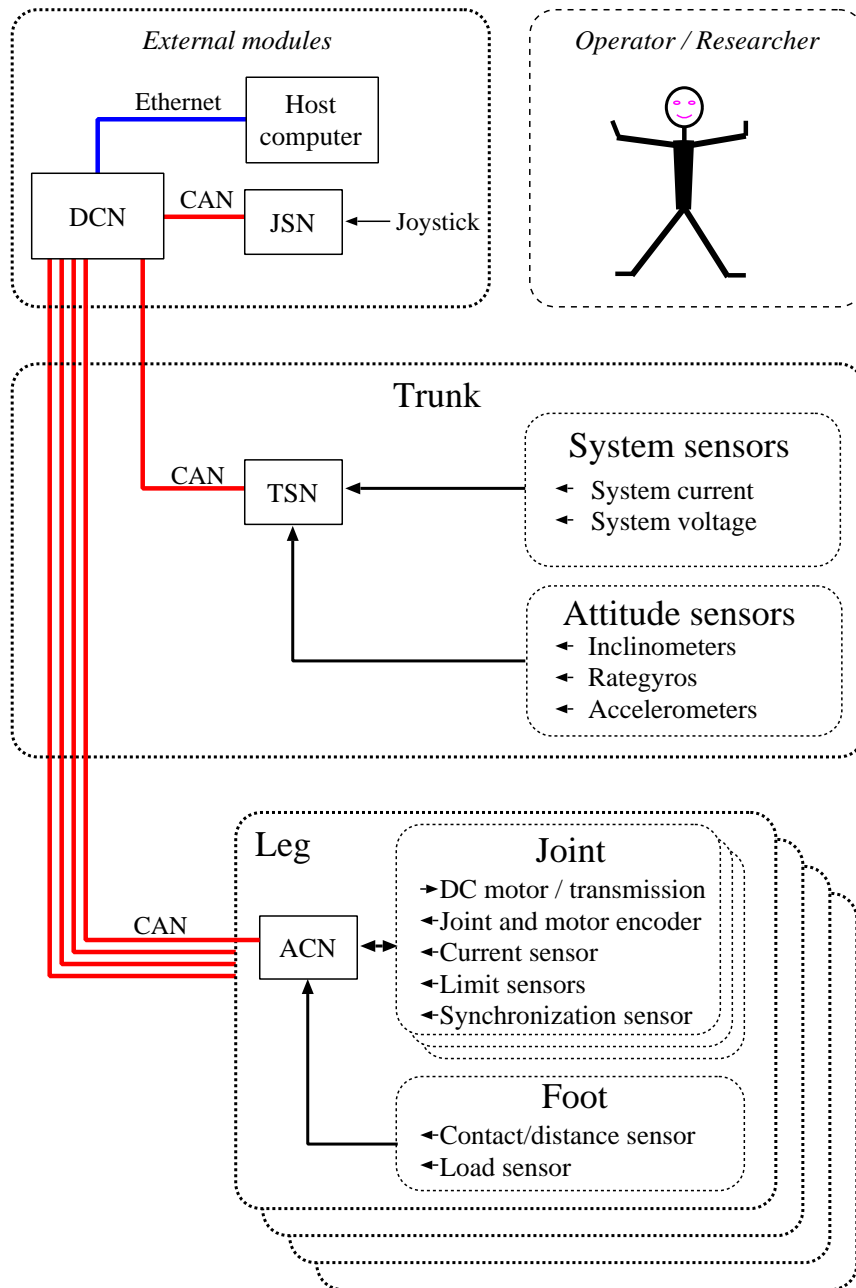 External modules
Operator / Researcher
Ethernet
Host
computer
DCN
CAN
JSN
Joystick
Trunk
System sensors
System current
System voltage
CAN
TSN
Attitude sensors
Inclinometers
Rategyros
Accelerometers
Leg
Joint
DC motor / transmission
Joint and motor encoder
Current sensor
Limit sensors
Synchronization sensor
CAN
ACN
Foot
Contact/distance sensor
Load sensor